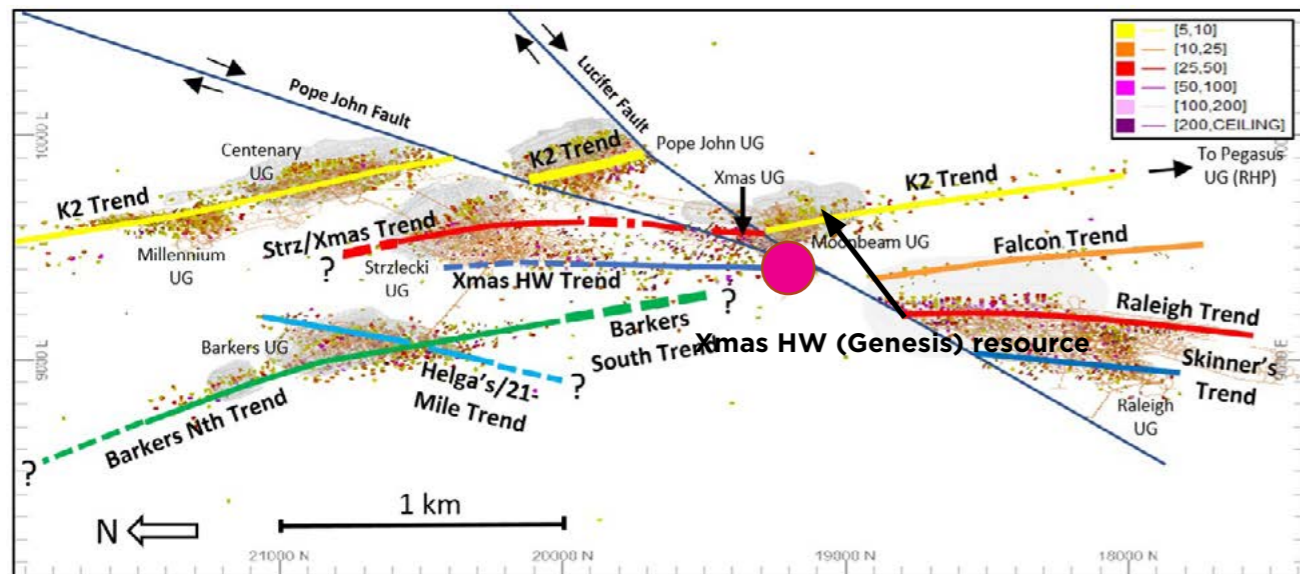 [5,10]
[10,25]
[25,50]
[50,100]
[100,200]
[200,CEILING]
Pope John Fault
Lucifer Fault
10000 L
Centenary
UG
K2 Trend
Pope John UG
Xmas UG
K2 Trend
To Pegasus
UG (RHP)
K2 Trend
Millennium
UG
Strz/Xmas Trend
?
Strzlecki
UG
Xmas HW Trend
Moonbeam UG
Falcon Trend
Raleigh Trend
?
Barkers
South Trend
Xmas HW (Genesis) resource
Skinner's
Trend
Raleigh
UG
9000 L
Barkers UG
Helga's/21-
Mile Trend
?
Barkers Nth Trend
?
1 km
N
21000 N
20000 N
19000 N
18000 N